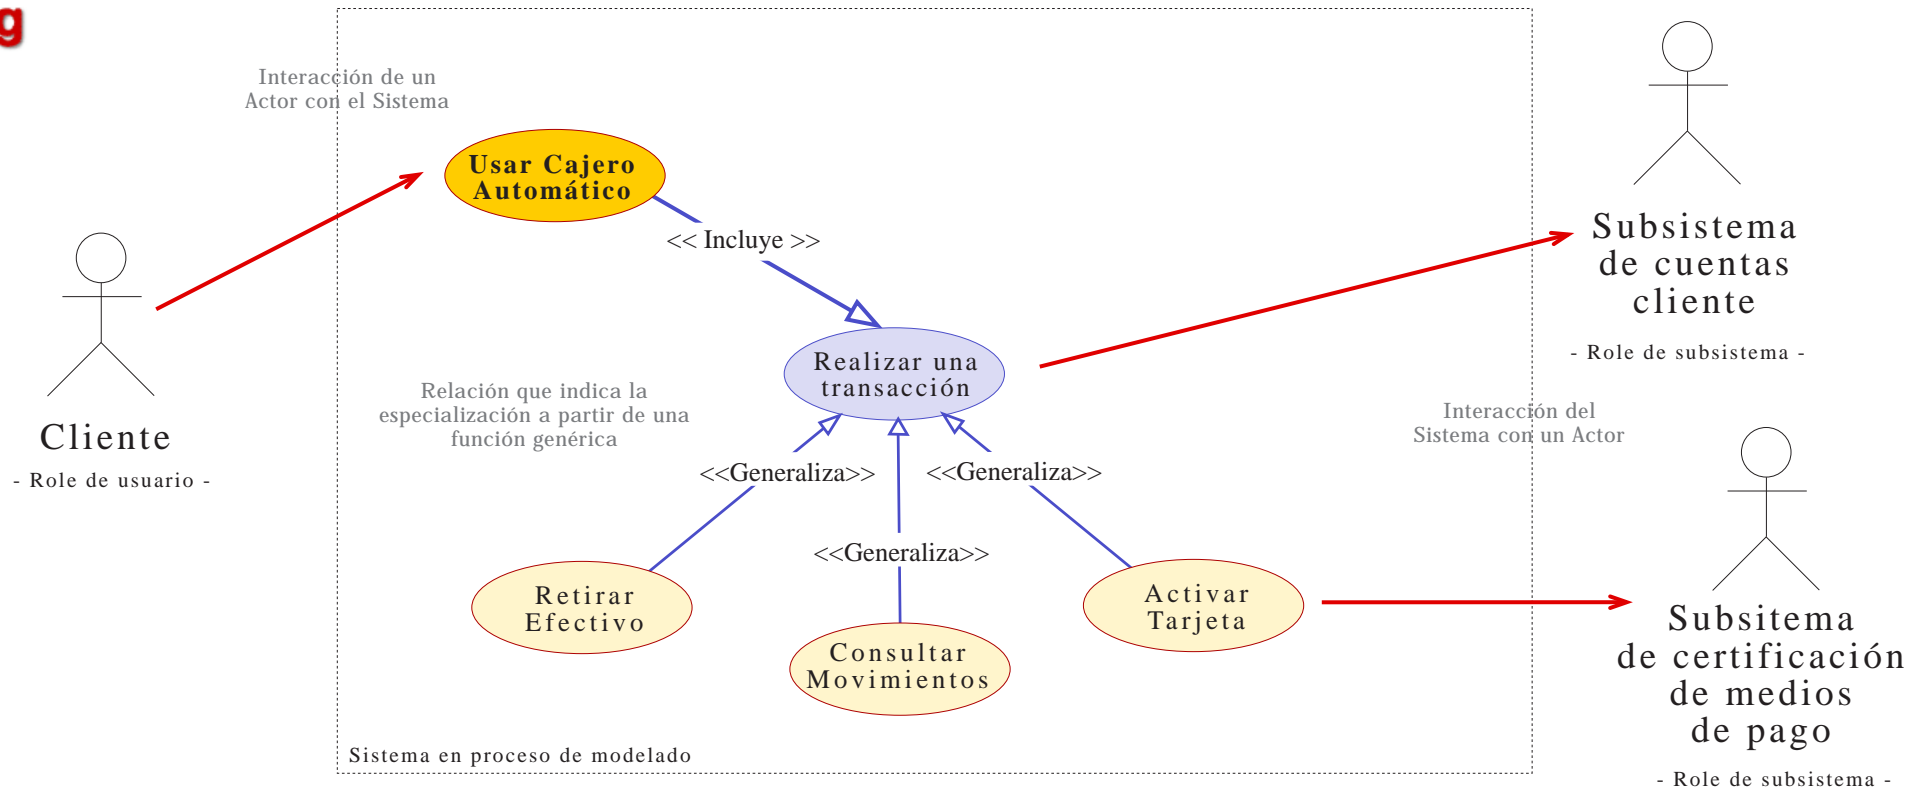 g
Interacción de un
Actor con el Sistema
Usar Cajero
Automático
<< Incluye >>
Subsistema
de cuentas
cliente
- Role de subsistema -
Realizar una
transacción
Relación que indica la
especialización a partir de una
función genérica
Cliente
- Role de usuario -
Interacción del
Sistema con un Actor
<<Generaliza>>
<<Generaliza>>
<<Generaliza>>
Retirar
Efectivo
Consultar
Movimientos
Activar
Tarjeta
Subsitema
de certificación
de medios
de pago
- Role de subsistema -
Sistema en proceso de modelado